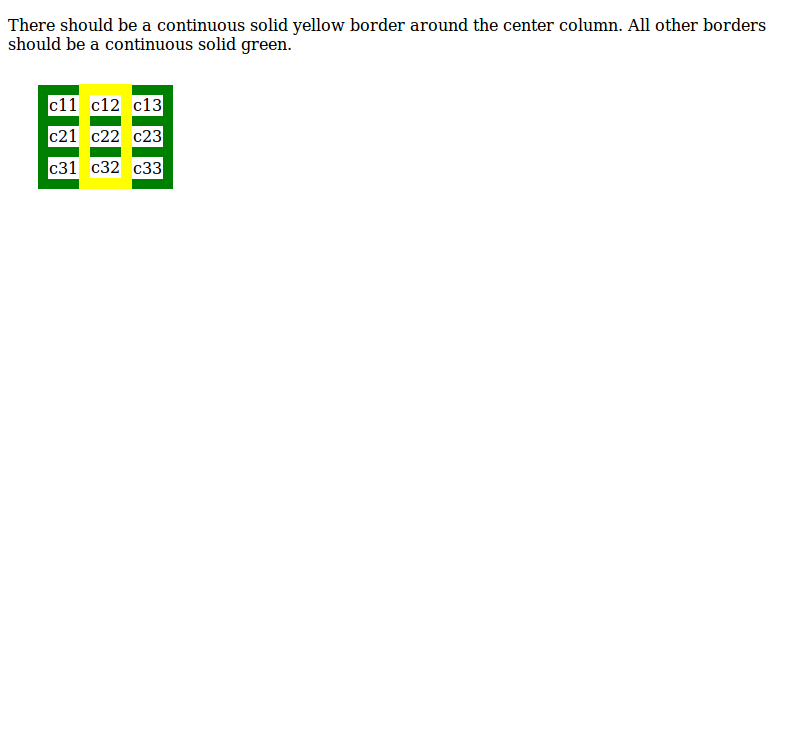 There should be a continuous solid yellow border around the center column. All other borders
should be a continuous solid green.
c11 c12 c13
c21 c22 c23
c31 c32 c33